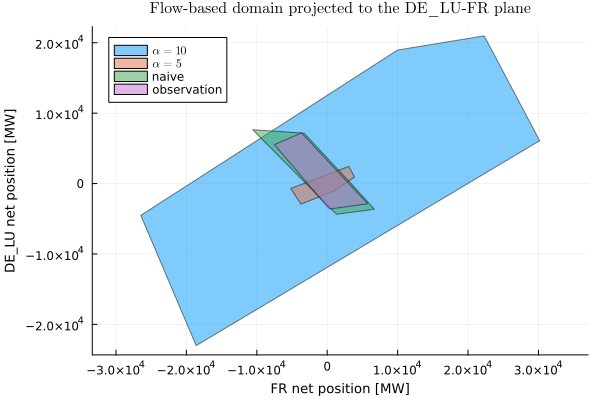 Flow-based domain projected to the DE_LU-FR plane
α = 10
α = 5
naive
observation
DE_LU net position [MW]
2.0×10⁴
1.0×10⁴
0
−1.0×10⁴
−2.0×10⁴
−3.0×10⁴ −2.0×10⁴ −1.0×10⁴ 0 1.0×10⁴ 2.0×10⁴ 3.0×10⁴
FR net position [MW]